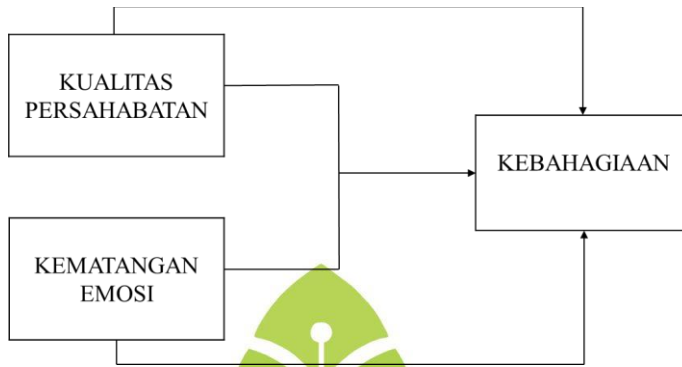 KUALITAS
PERSAHABATAN
KEBAHAGIAAN
KEMATANGAN
EMOSI